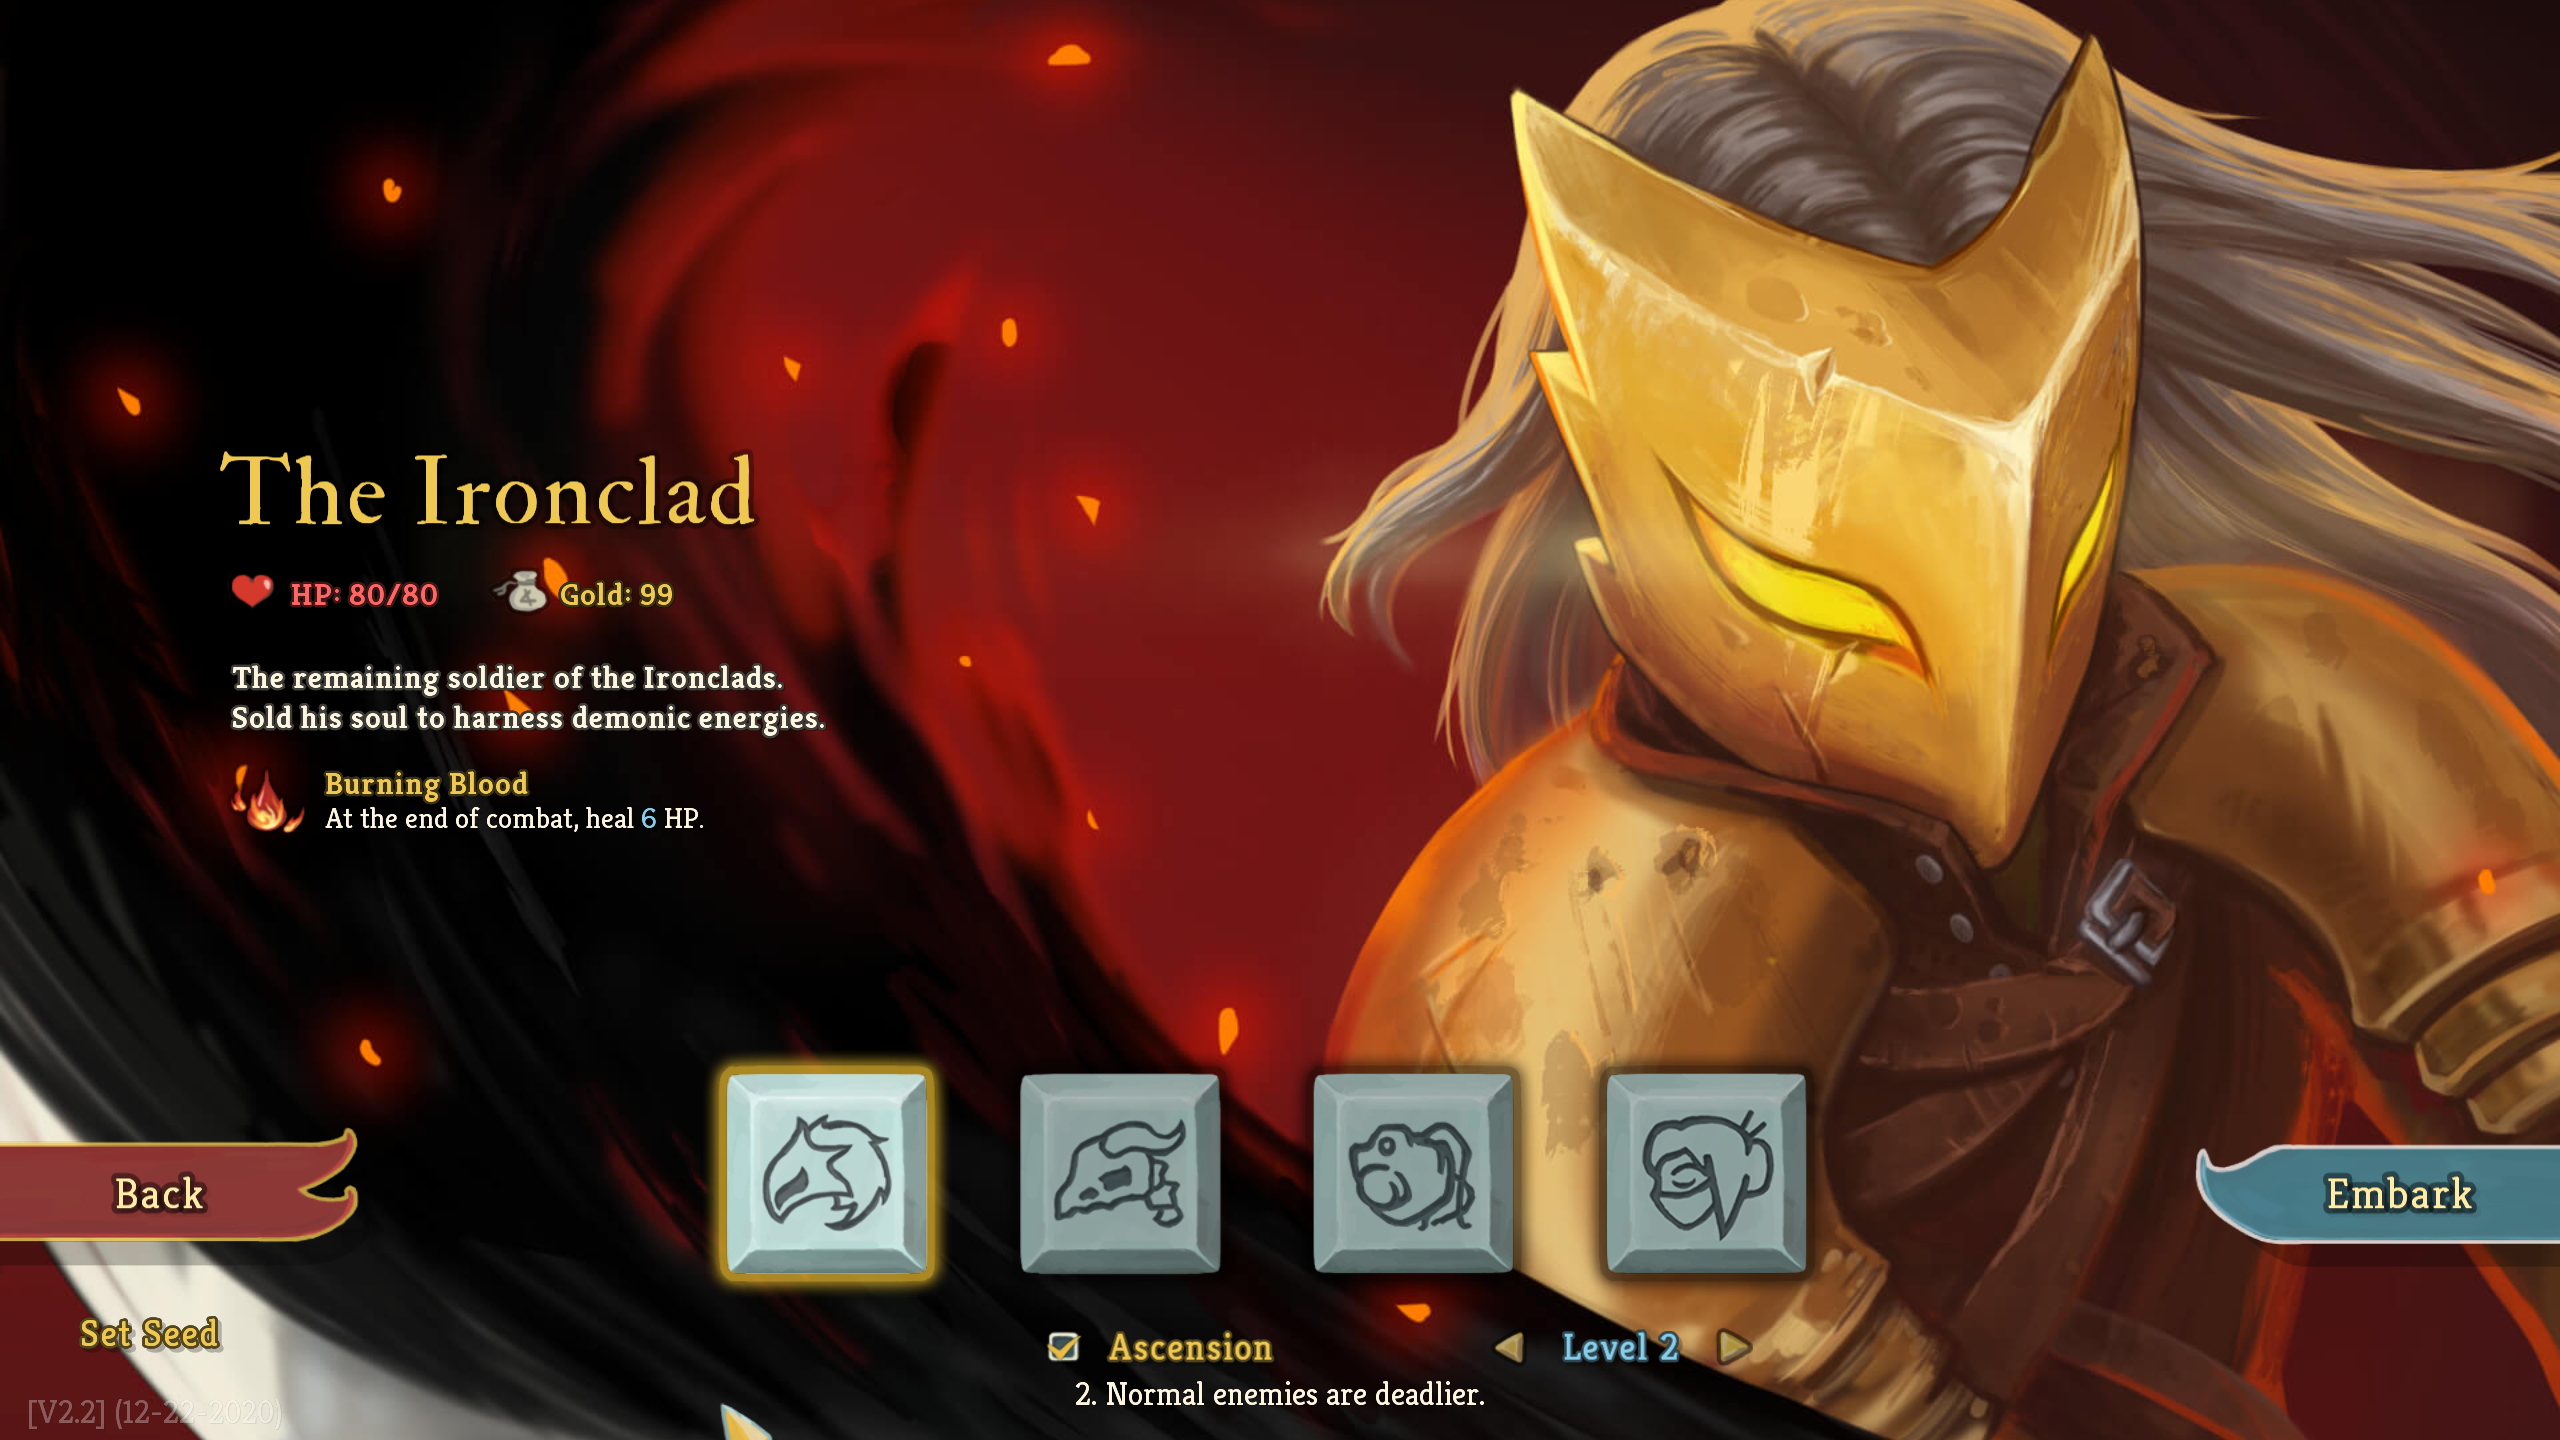 The Ironclad
HP: 80/80 Gold: 99
The remaining soldier of the Ironclads.
Sold his soul to harness demonic energies.
Burning Blood
At the end of combat, heal 6 HP.
Back
Embark
Set Seed
Ascension Level 2
2. Normal enemies are deadlier.
[V2.2] (12-22-2020)